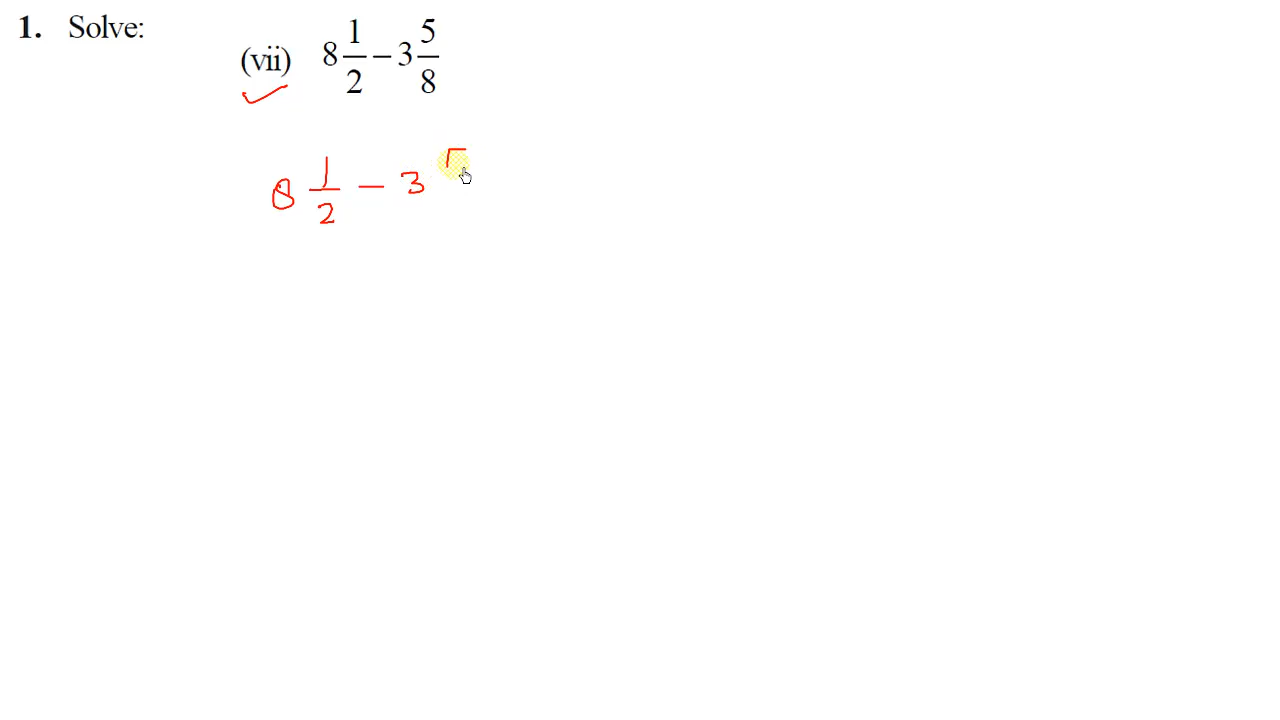 1. Solve:
(vii) 8 1/2 − 3 5/8
8 1/2 − 3